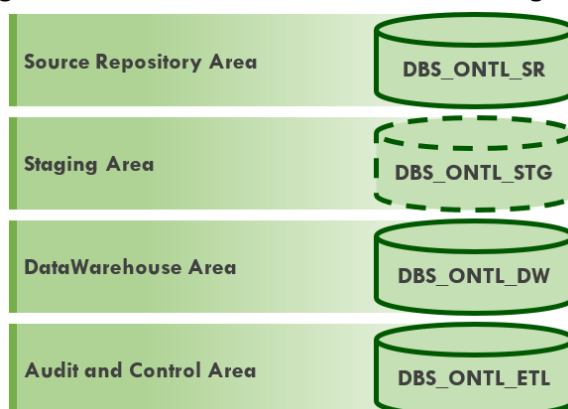 Source Repository Area
DBS_ONTL_SR
Staging Area
DBS_ONTL_STG
DataWarehouse Area
DBS_ONTL_DW
Audit and Control Area
DBS_ONTL_ETL